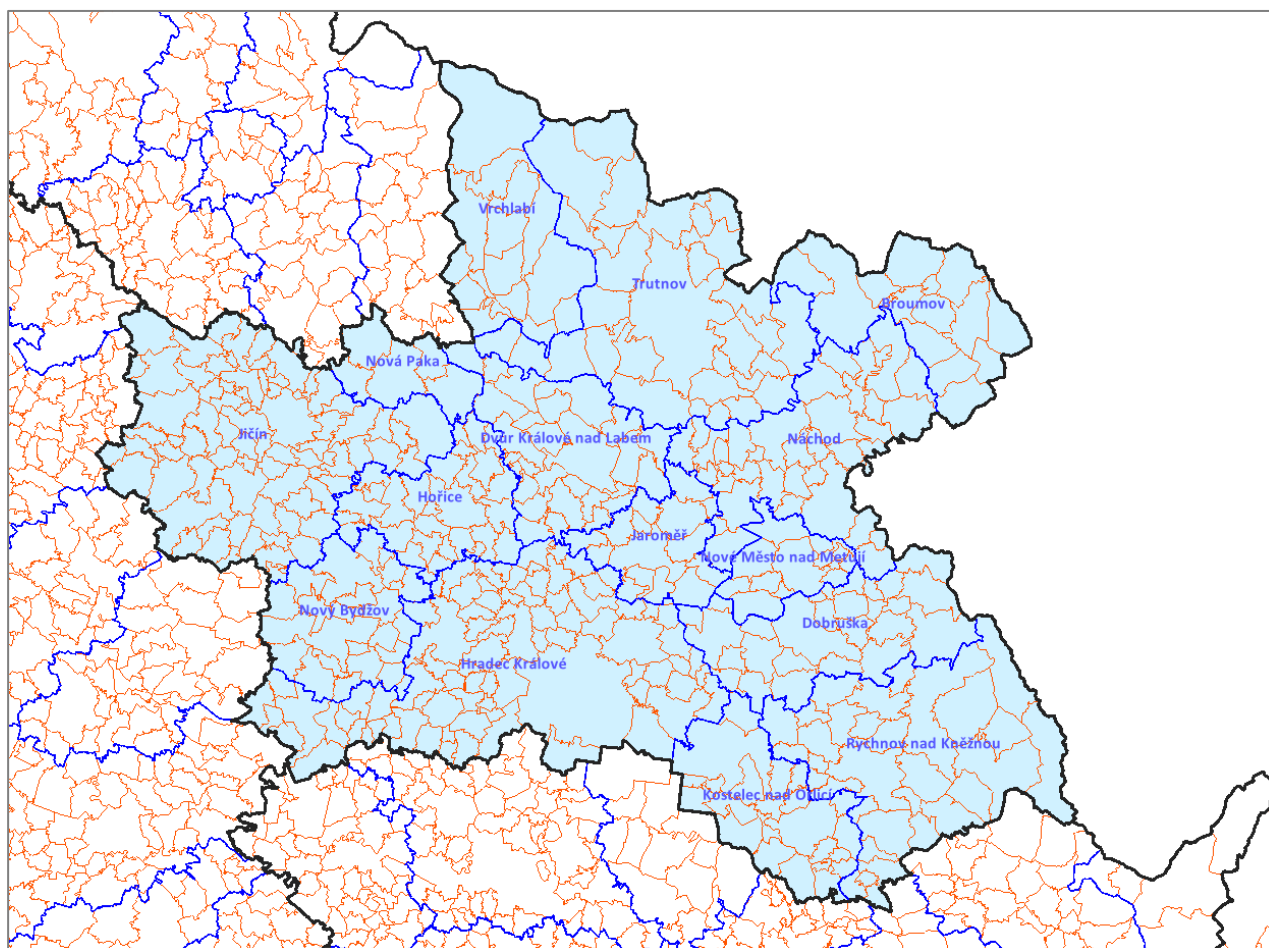 Vrchlabí
Trutnov
Broumov
Nová Paka
Jičín
Dvůr Králové nad Labem
Náchod
Hořice
Jaroměř
Nové Město nad Metují
Nový Bydžov
Dobruška
Hradec Králové
Rychnov nad Kněžnou
Kostelec nad Orlicí